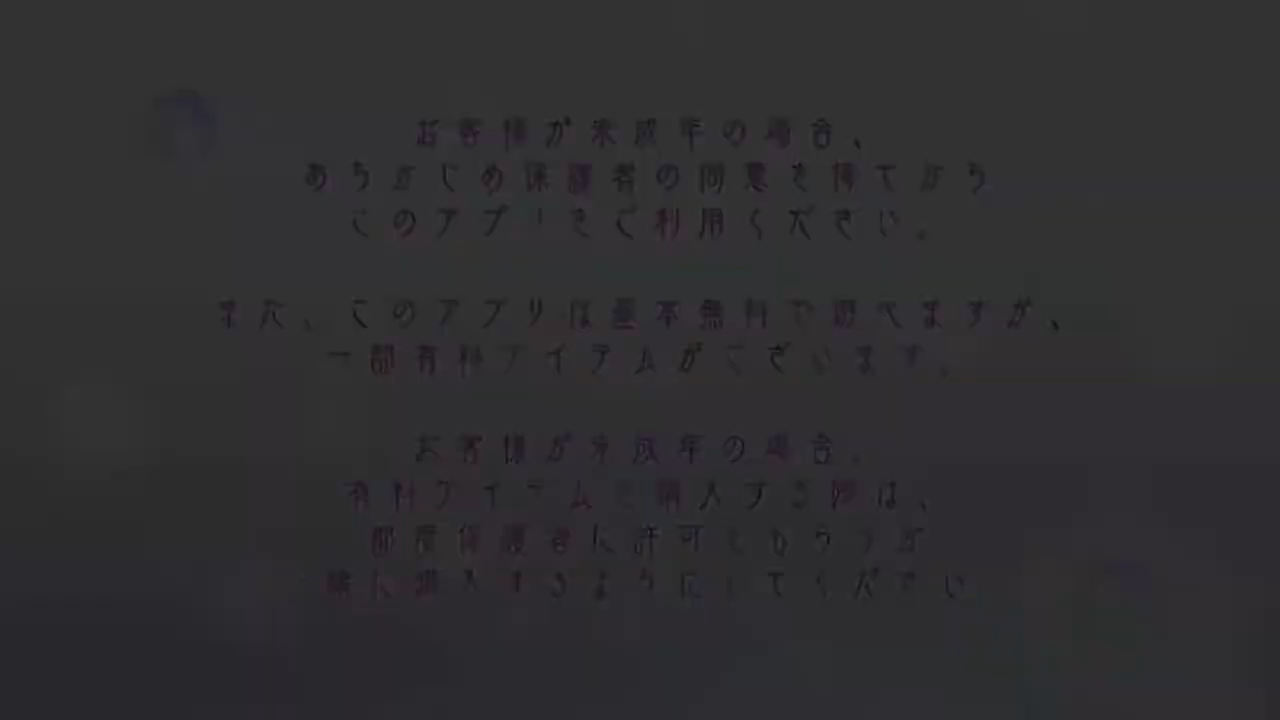 お客様が未成年の場合、
あらかじめ保護者の同意を得てから
このアプリをご利用ください。
また、このアプリは基本無料で遊べますが、
一部有料アイテムがございます。
お客様が未成年の場合、
有料アイテムを購入する際は、
都度保護者に許可をもらうか
一緒に購入するようにしてください